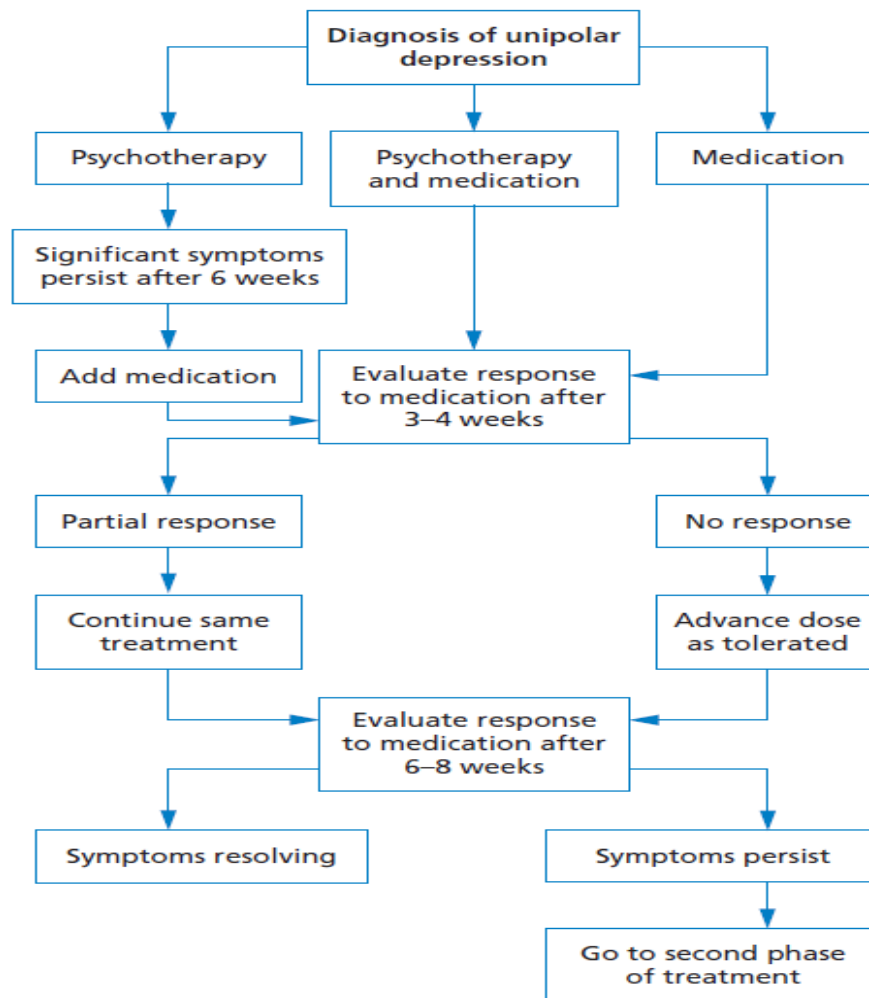 Diagnosis of unipolar
depression
Psychotherapy
Psychotherapy
and medication
Medication
Significant symptoms
persist after 6 weeks
Add medication
Evaluate response
to medication after
3–4 weeks
Partial response
No response
Continue same
treatment
Advance dose
as tolerated
Evaluate response
to medication after
6–8 weeks
Symptoms resolving
Symptoms persist
Go to second phase
of treatment